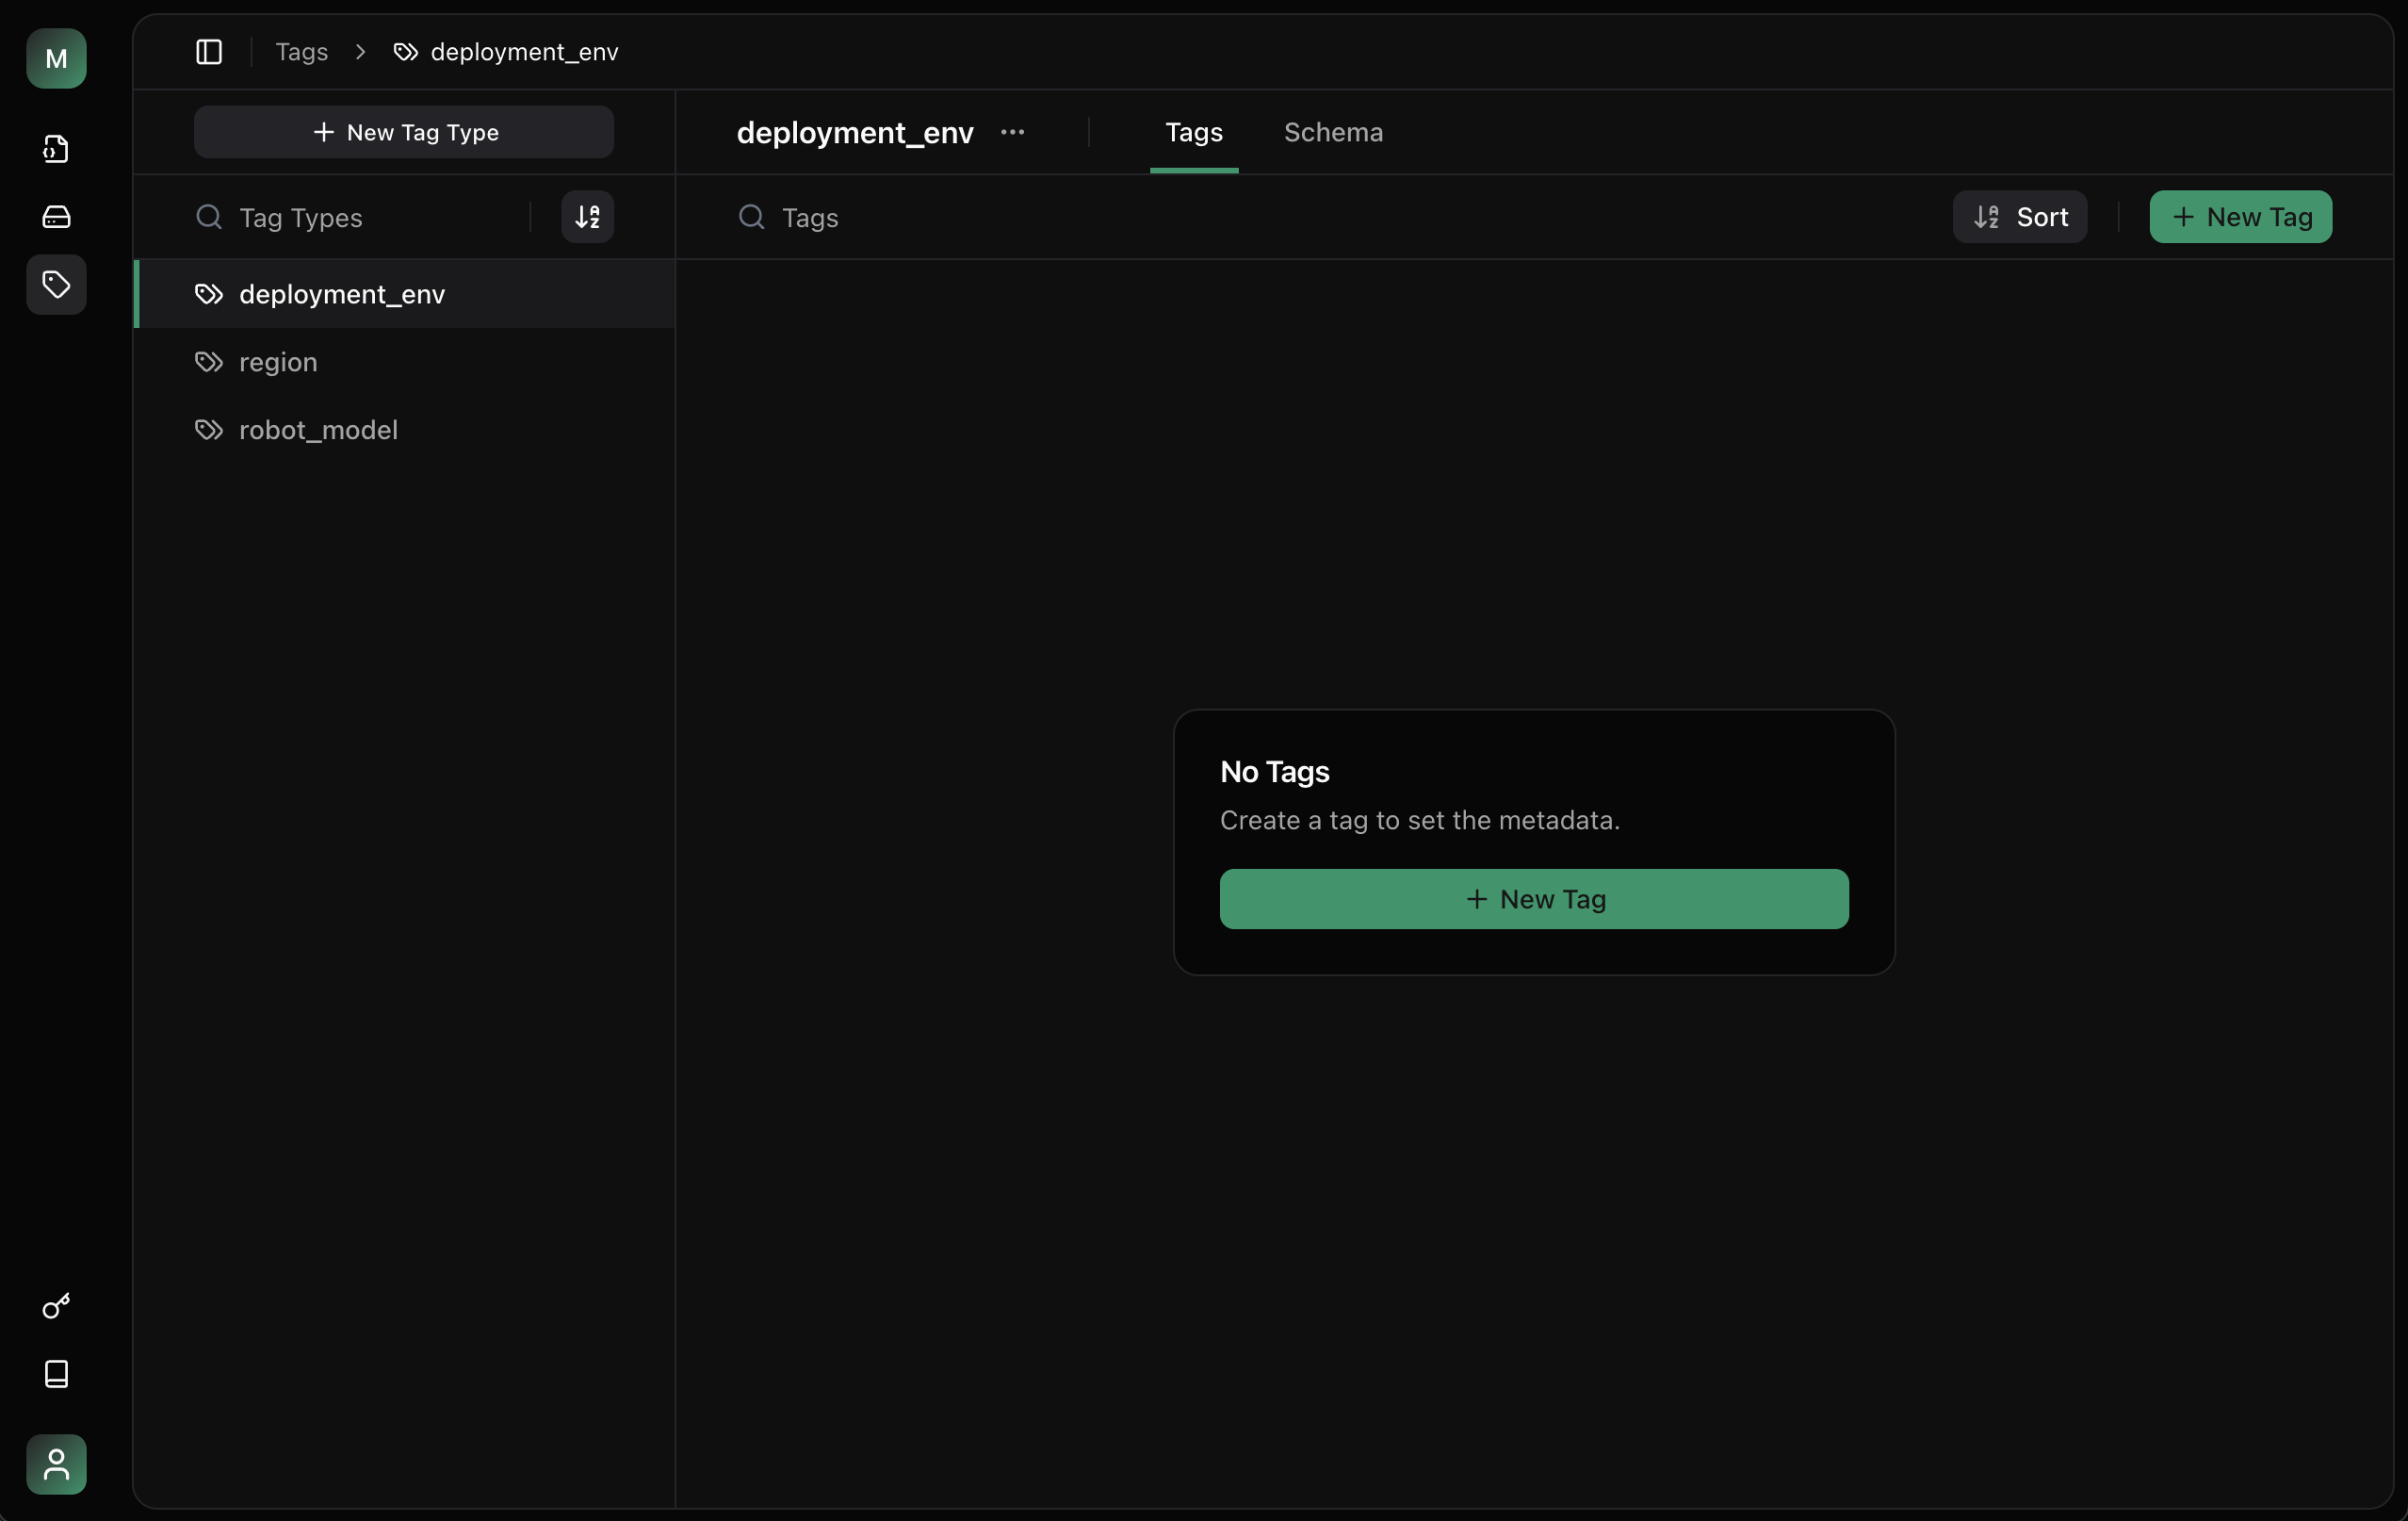 M
Tags
deployment_env
New Tag Type
deployment_env
Tags
Schema
Tag Types
Tags
Sort
New Tag
deployment_env
region
robot_model
No Tags
Create a tag to set the metadata.
New Tag